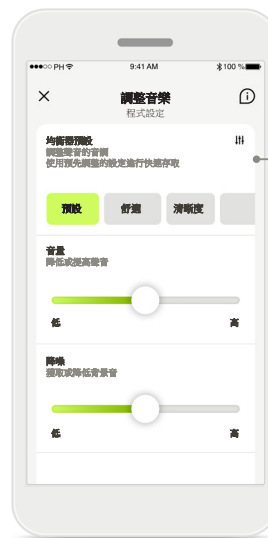 PH 9:41 AM 100 %
調整音樂
程式設定
均衡器預設
調整聲音的音調
使用預先調整的設定進行快速存取
預設 舒適 清晰度
音量
降低或提高聲音
低 高
降噪
獲取或降低背景音
低 高